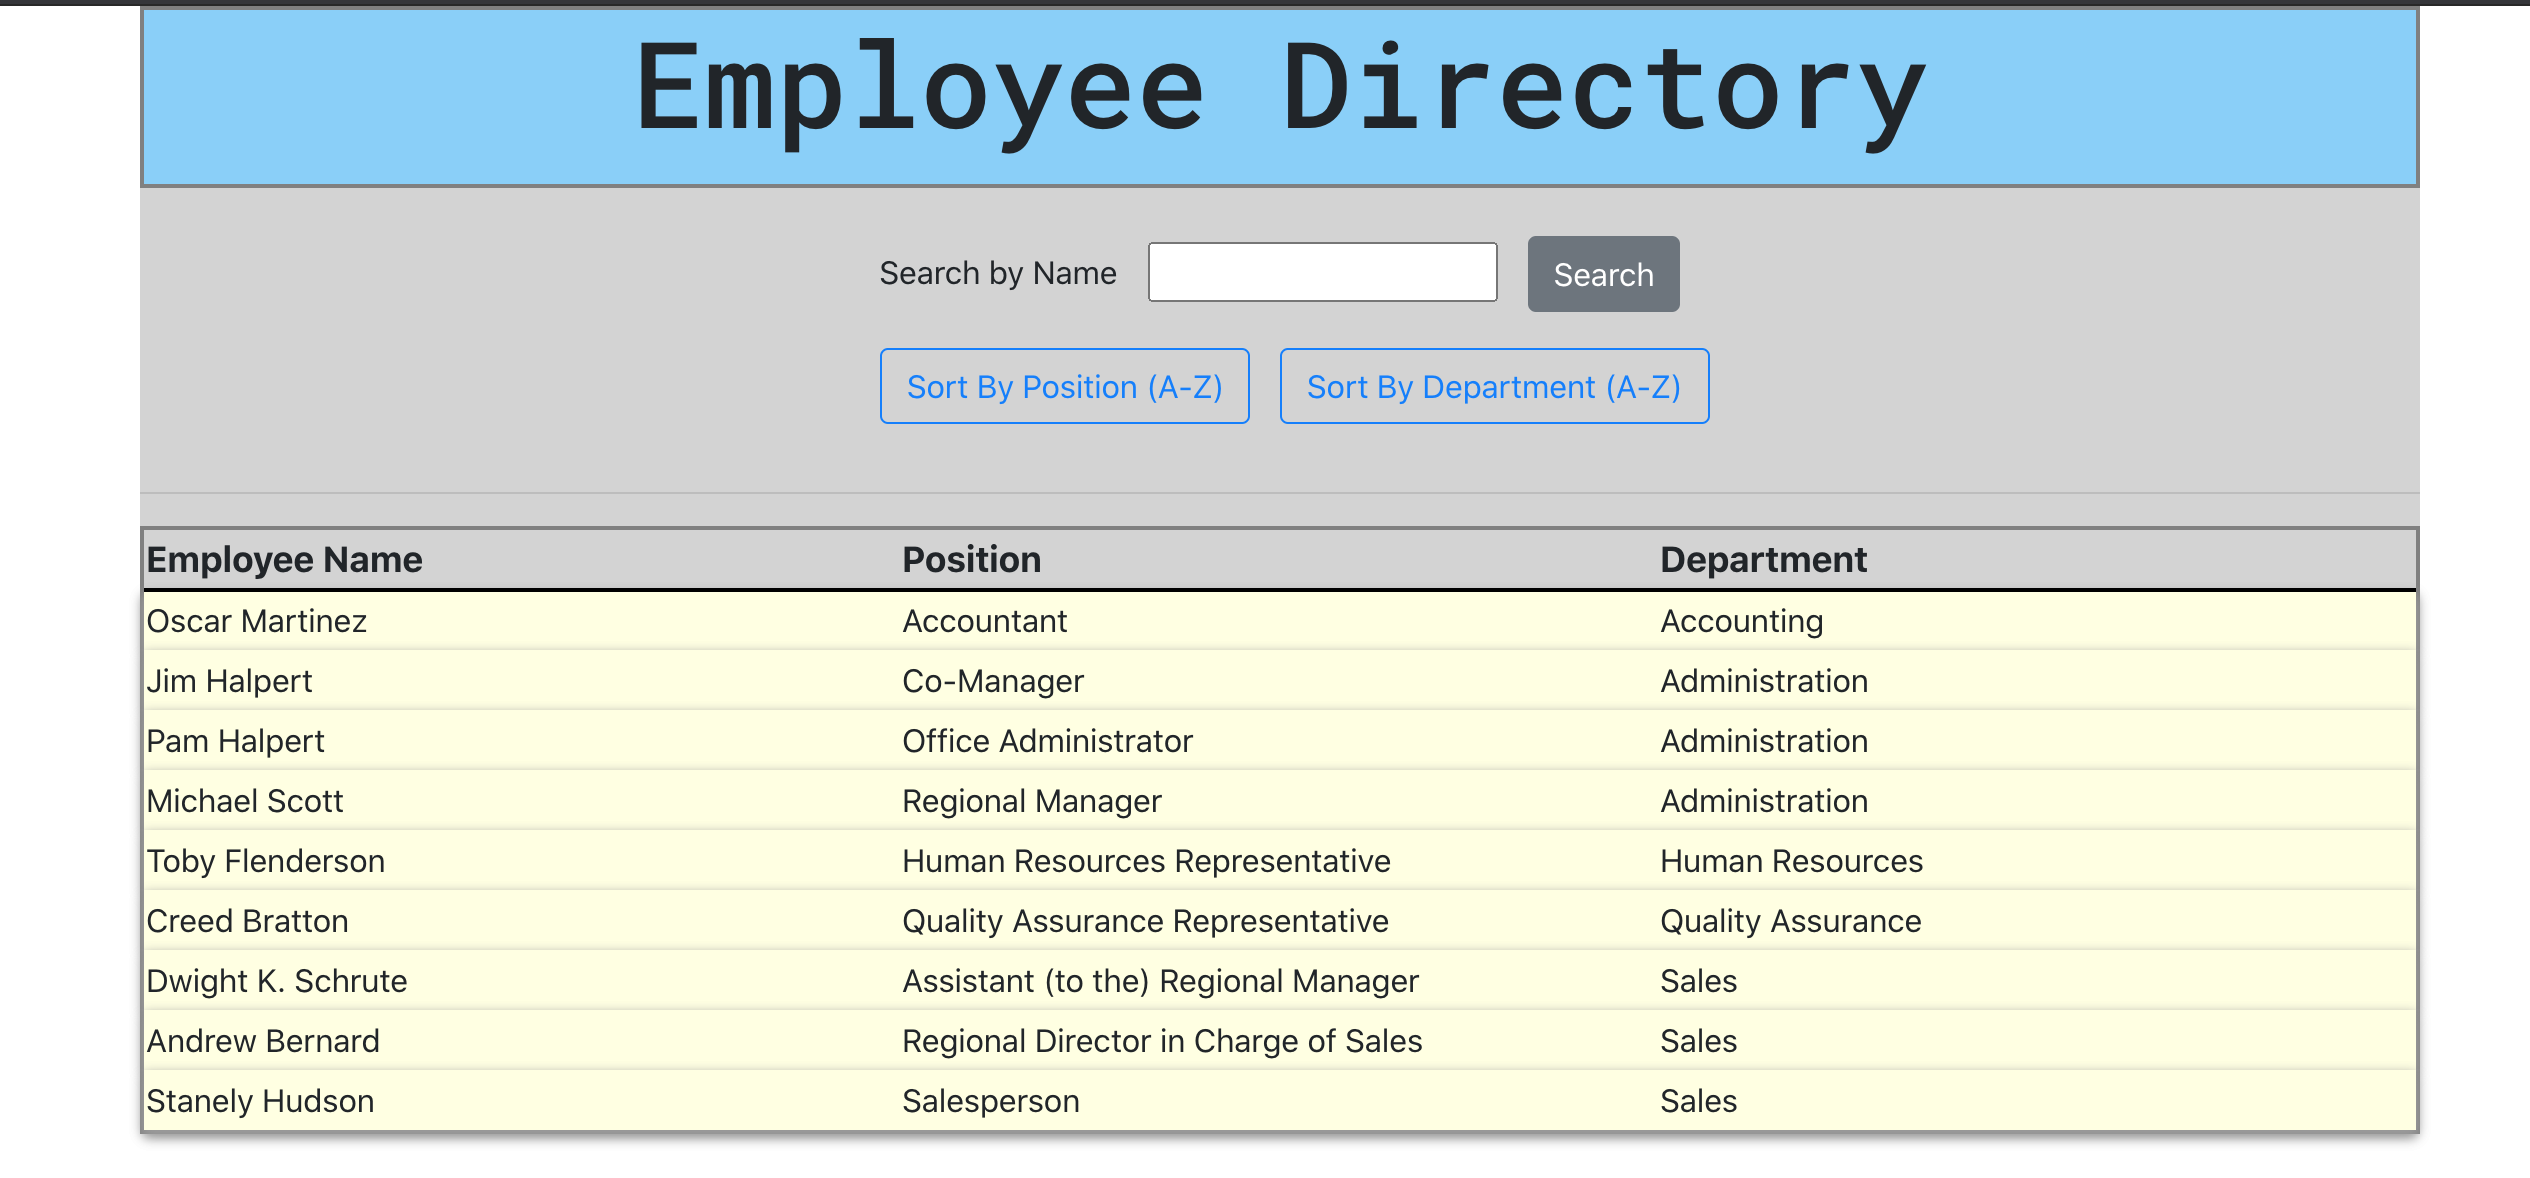 Employee Directory
Search by Name Search
Sort By Position (A-Z) Sort By Department (A-Z)
Employee Name Position Department
Oscar Martinez Accountant Accounting
Jim Halpert Co-Manager Administration
Pam Halpert Office Administrator Administration
Michael Scott Regional Manager Administration
Toby Flenderson Human Resources Representative Human Resources
Creed Bratton Quality Assurance Representative Quality Assurance
Dwight K. Schrute Assistant (to the) Regional Manager Sales
Andrew Bernard Regional Director in Charge of Sales Sales
Stanely Hudson Salesperson Sales